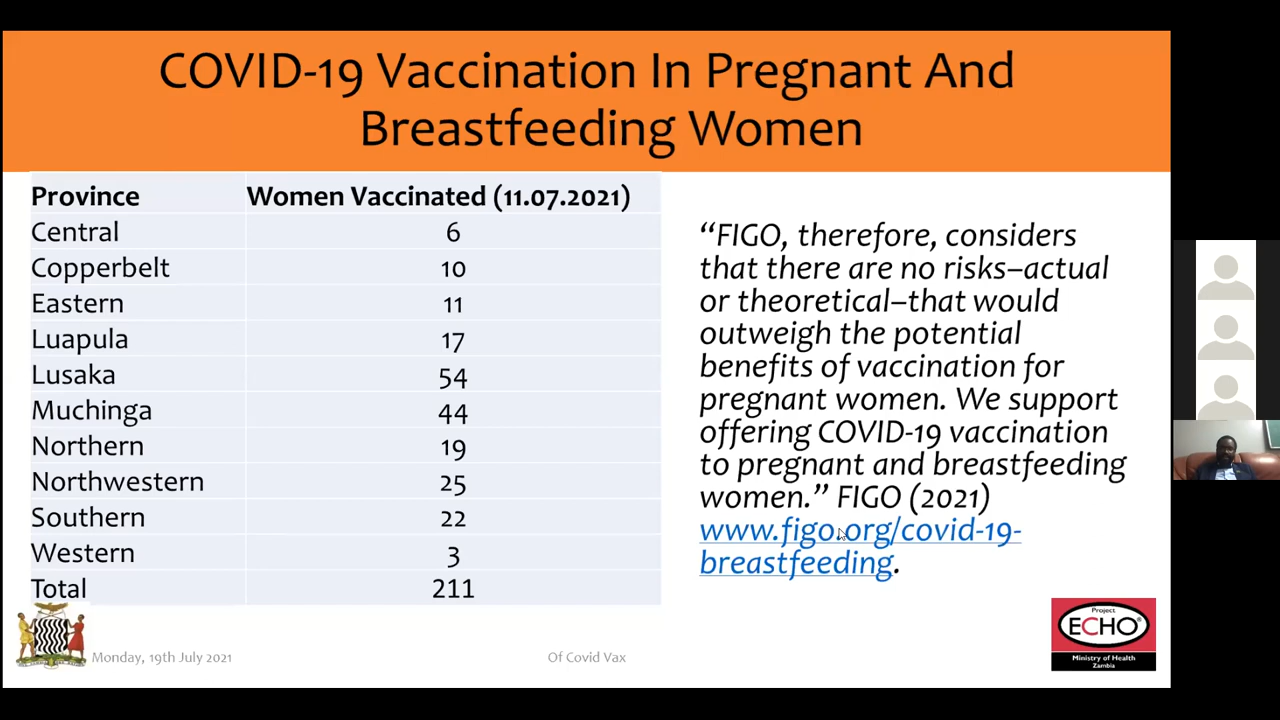 COVID-19 Vaccination In Pregnant And
Breastfeeding Women
Province Women Vaccinated (11.07.2021)
Central 6
Copperbelt 10
Eastern 11
Luapula 17
Lusaka 54
Muchinga 44
Northern 19
Northwestern 25
Southern 22
Western 3
Total 211
“FIGO, therefore, considers
that there are no risks–actual
or theoretical–that would
outweigh the potential
benefits of vaccination for
pregnant women. We support
offering COVID-19 vaccination
to pregnant and breastfeeding
women.” FIGO (2021)
www.figo.org/covid-19-
breastfeeding.
Monday, 19th July 2021
Of Covid Vax
Project
ECHO®
Ministry of Health
Zambia